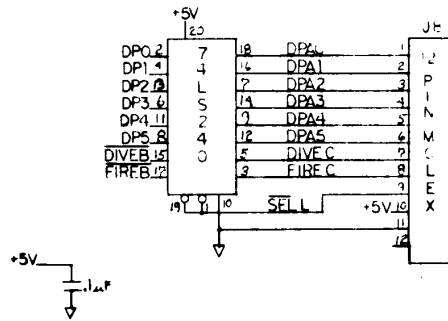 +5V
20
J8
DP0 2 7 18 DPA0 1 12
DP1 4 4 16 DPA1 2 P
DP2 13 L 7 DPA2 3 I
DP3 6 S 14 DPA3 4 N
DP4 11 2 9 DPA4 5 M
DP5 8 4 12 DPA5 6 O
DIVEB 15 0 5 DIVEC 7 L
FIREB 17 3 FIREC 8 E
9 X
19 1 10 SELL +5V 10
11
12
+5V
.1uF